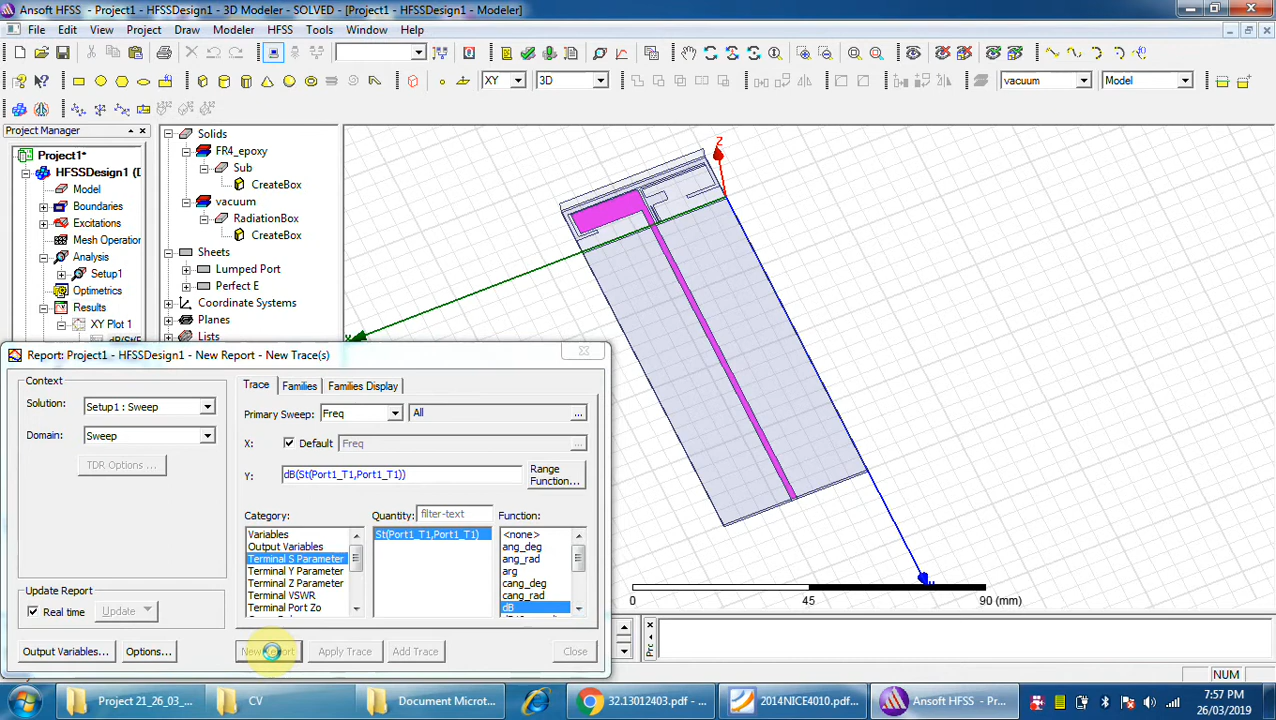 Ansoft HFSS - Project1 - HFSSDesign1 - 3D Modeler - SOLVED - [Project1 - HFSSDesign1 - Modeler]
File Edit View Project Draw Modeler HFSS Tools Window Help
XY 3D vacuum Model
Project Manager
Project1*
HFSSDesign1 (D
Model
Boundaries
Excitations
Mesh Operatior
Analysis
Setup1
Optimetrics
Results
XY Plot 1
Solids
FR4_epoxy
Sub
CreateBox
vacuum
RadiationBox
CreateBox
Sheets
Lumped Port
Perfect E
Coordinate Systems
Planes
Lists
Z
0 45 90 (mm)
Report: Project1 - HFSSDesign1 - New Report - New Trace(s)
Context
Solution: Setup1 : Sweep
Domain: Sweep
TDR Options ...
Update Report
Real time Update
Output Variables... Options...
Trace Families Families Display
Primary Sweep: Freq All ...
X: Default Freq ...
Y: dB(St(Port1_T1,Port1_T1)) Range Function...
Category: Quantity: filter-text Function:
Variables
Output Variables
Terminal S Parameter
Terminal Y Parameter
Terminal Z Parameter
Terminal VSWR
Terminal Port Zo
St(Port1_T1,Port1_T1)
<none>
ang_deg
ang_rad
arg
cang_deg
cang_rad
dB
New Report Apply Trace Add Trace Close
Prc
NUM
Project 21_26_03_... CV Document Microt... 32.13012403.pdf - ... 2014NICE4010.pdf... Ansoft HFSS - Pr...
7:57 PM
26/03/2019